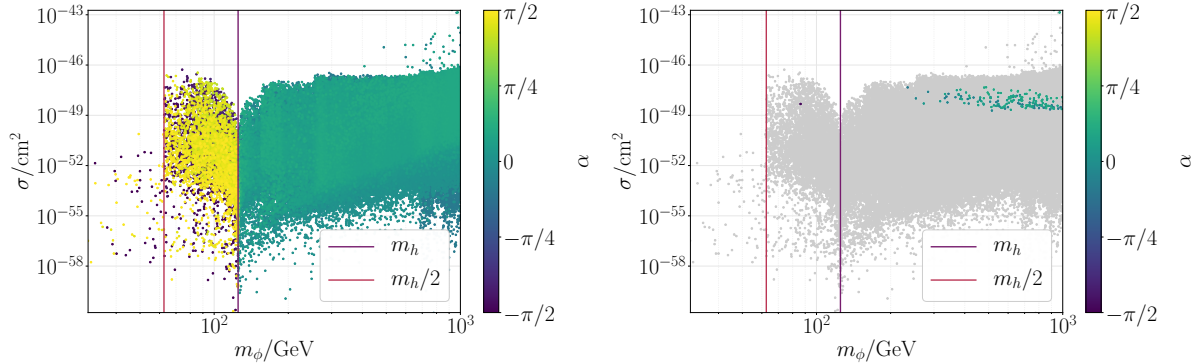 10⁻⁴³
10⁻⁴⁶
10⁻⁴⁹
10⁻⁵²
10⁻⁵⁵
10⁻⁵⁸
σ/cm²
10²
10³
m_ϕ/GeV
m_h
m_h/2
π/2
π/4
0
−π/4
−π/2
α
10⁻⁴³
10⁻⁴⁶
10⁻⁴⁹
10⁻⁵²
10⁻⁵⁵
10⁻⁵⁸
σ/cm²
10²
10³
m_ϕ/GeV
m_h
m_h/2
π/2
π/4
0
−π/4
−π/2
α